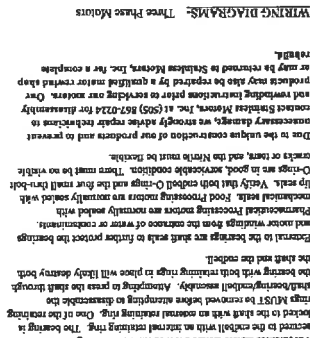 secured to the endbell with an internal retaining ring. The bearing is
locked to the shaft with an external retaining ring. One of the retaining
rings MUST be removed before attempting to disassemble the
shaft/bearing/endbell assembly. Attempting to press the shaft through
the bearing with both retaining rings in place will likely destroy both
the shaft and the endbell.
External to the bearings are shaft seals to further protect the bearings
and motor windings from the entrance of water or contaminants.
Pharmaceutical Processing motors are normally sealed with
mechanical seals. Food Processing motors are normally sealed with
lip seals. Verify that both endbell O-rings and the four small thru-bolt
O-rings are in good, serviceable condition. There must be no visible
cracks or tears, and the Nitrile must be flexible.
Due to the unique construction of our products and to prevent
unnecessary damage, we strongly advise repair technicians to
contact Stainless Motors, Inc. at (505) 867-0224 for disassembly
and rewinding instructions prior to servicing our motors. Our
products may also be repaired by a qualified motor rewind shop
or may be returned to Stainless Motors, Inc. for a complete
rebuild.
WIRING DIAGRAMS:- Three Phase Motors